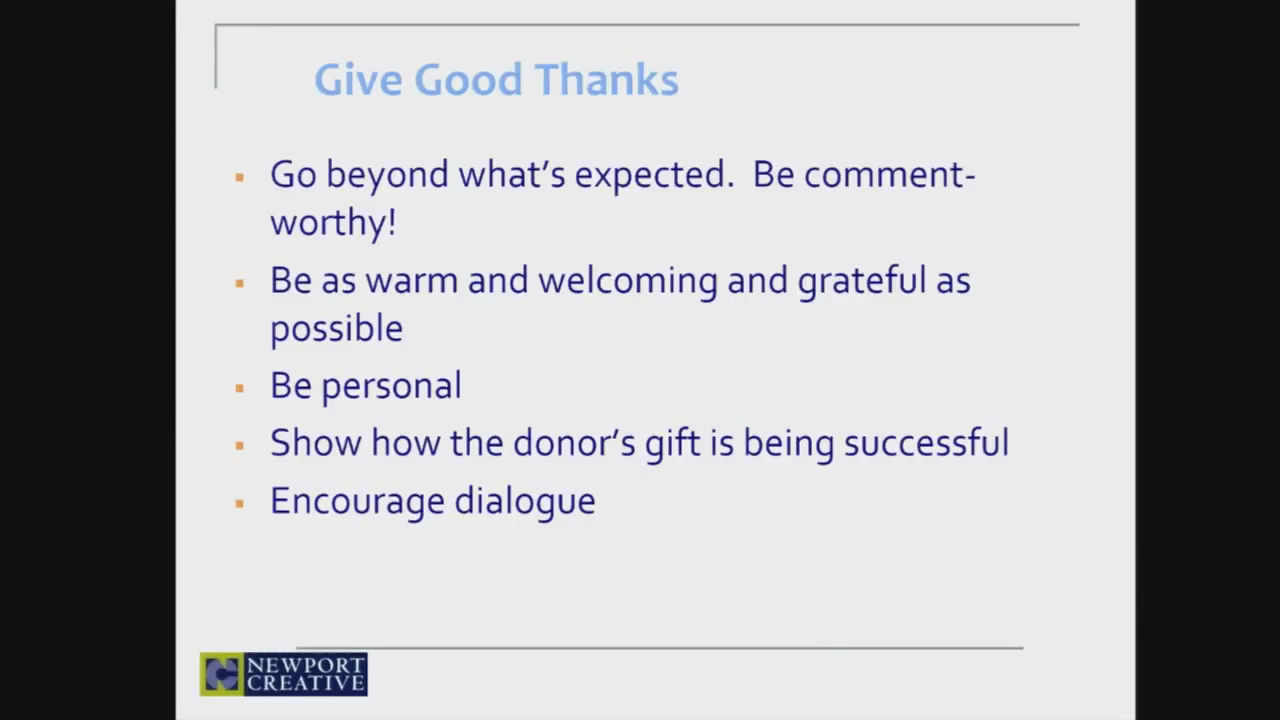 Give Good Thanks
▪ Go beyond what’s expected.  Be comment-
worthy!
▪ Be as warm and welcoming and grateful as
possible
▪ Be personal
▪ Show how the donor’s gift is being successful
▪ Encourage dialogue
NEWPORT
CREATIVE